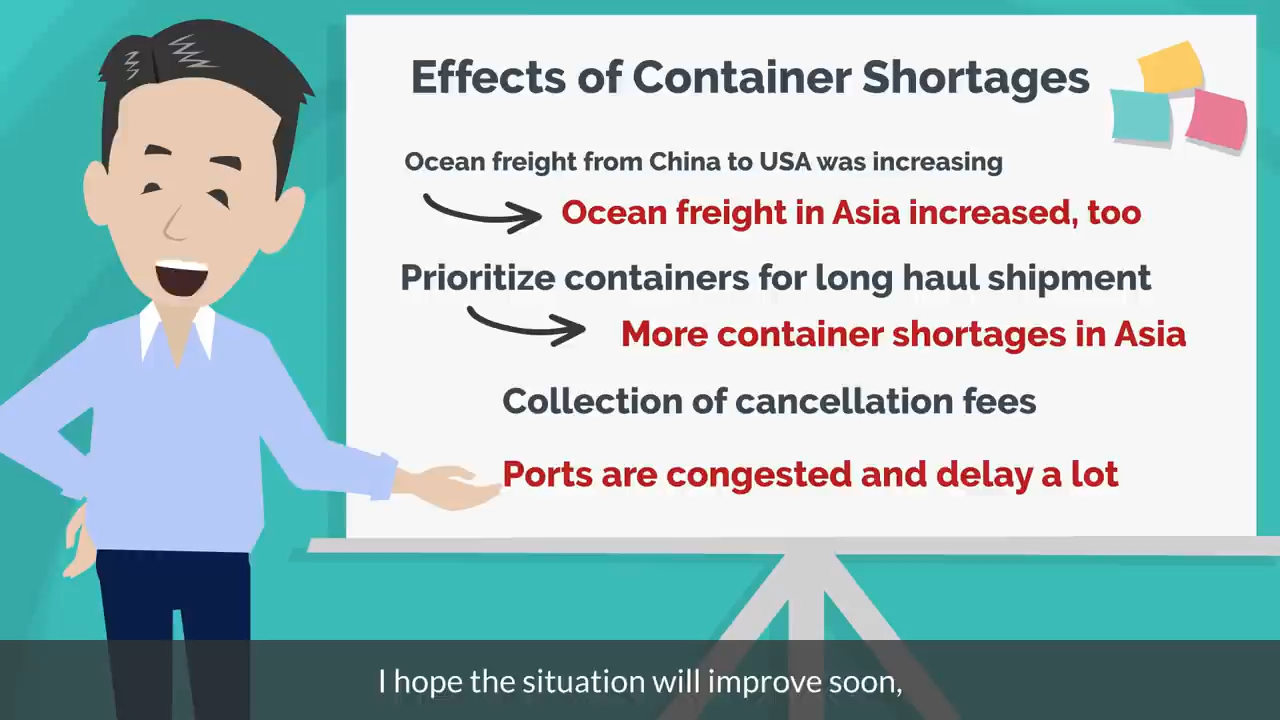 Effects of Container Shortages
Ocean freight from China to USA was increasing
Ocean freight in Asia increased, too
Prioritize containers for long haul shipment
More container shortages in Asia
Collection of cancellation fees
Ports are congested and delay a lot
I hope the situation will improve soon,